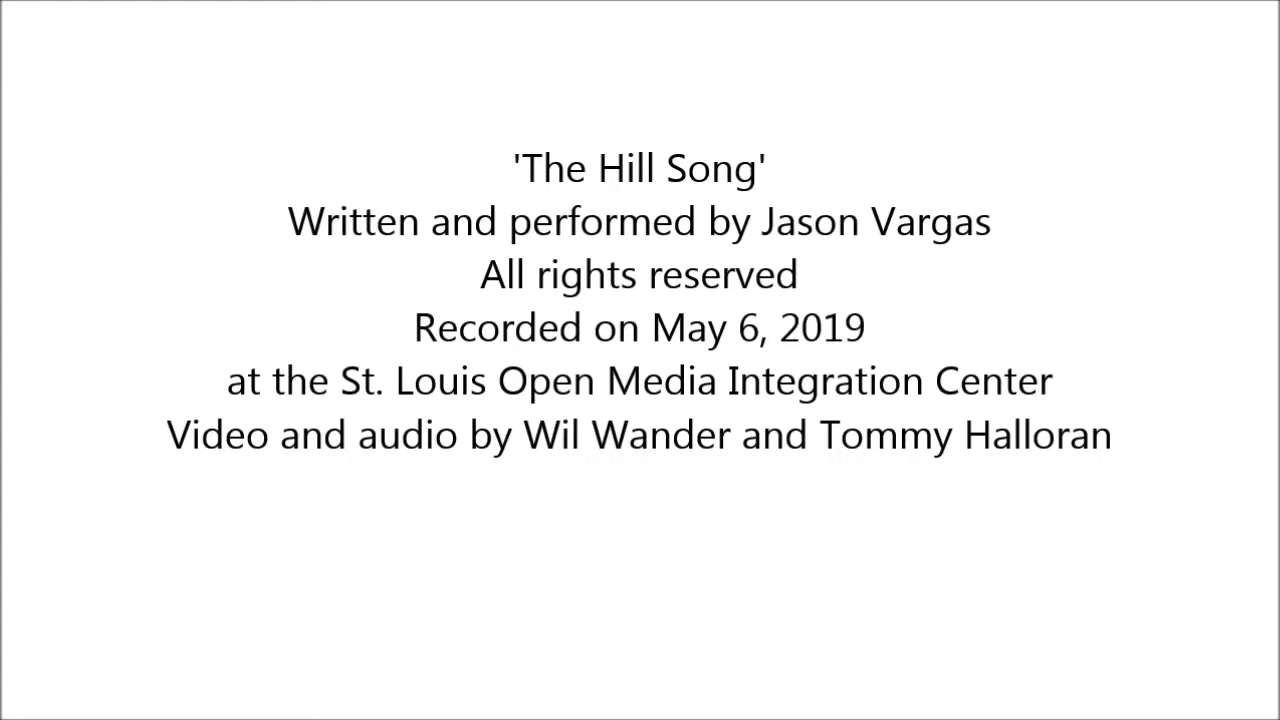 'The Hill Song'
Written and performed by Jason Vargas
All rights reserved
Recorded on May 6, 2019
at the St. Louis Open Media Integration Center
Video and audio by Wil Wander and Tommy Halloran